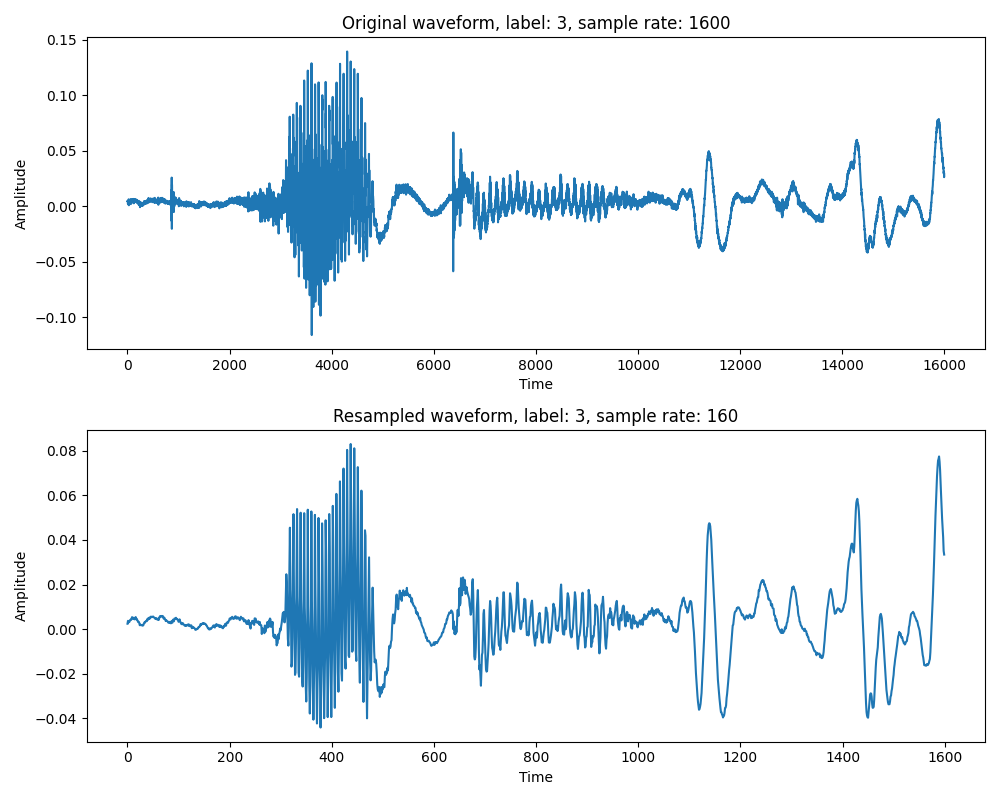 Original waveform, label: 3, sample rate: 1600
0.15
0.10
0.05
0.00
−0.05
−0.10
Amplitude
0 2000 4000 6000 8000 10000 12000 14000 16000
Time
Resampled waveform, label: 3, sample rate: 160
0.08
0.06
0.04
0.02
0.00
−0.02
−0.04
Amplitude
0 200 400 600 800 1000 1200 1400 1600
Time